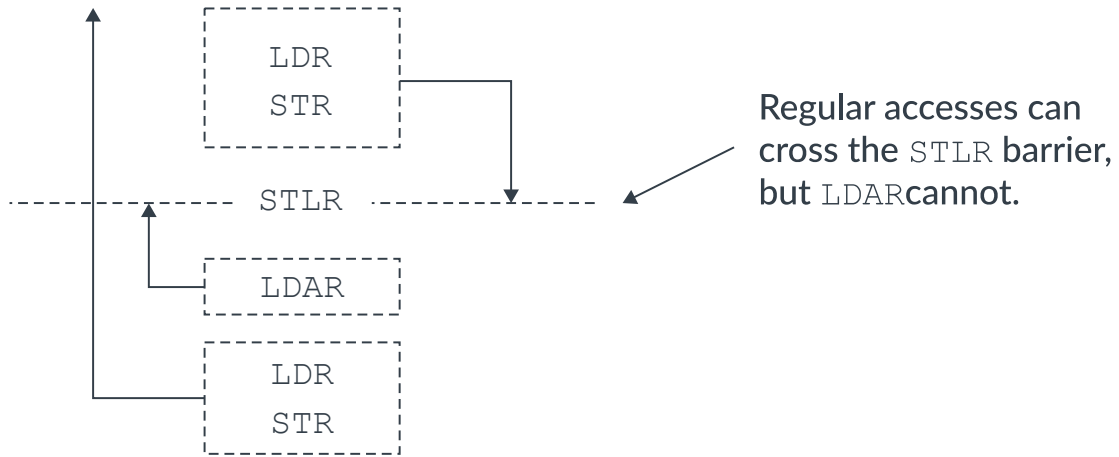 LDR
STR
Regular accesses can
cross the STLR barrier,
but LDARcannot.
STLR
LDAR
LDR
STR